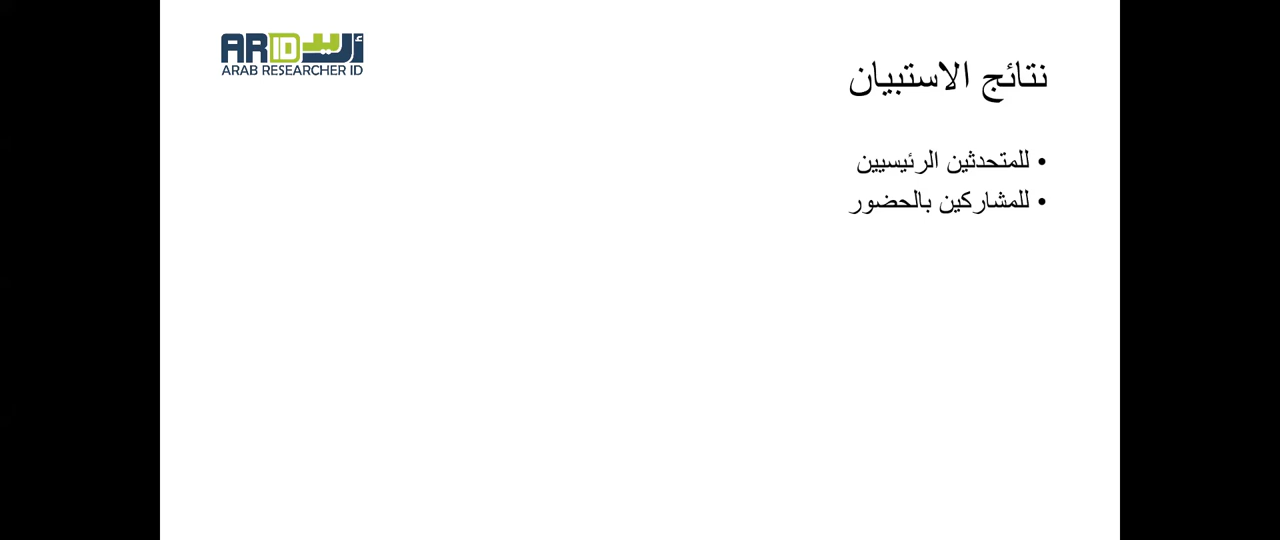 ARID أريد
ARAB RESEARCHER ID
نتائج الاستبيان
• للمتحدثين الرئيسيين
• للمشاركين بالحضور